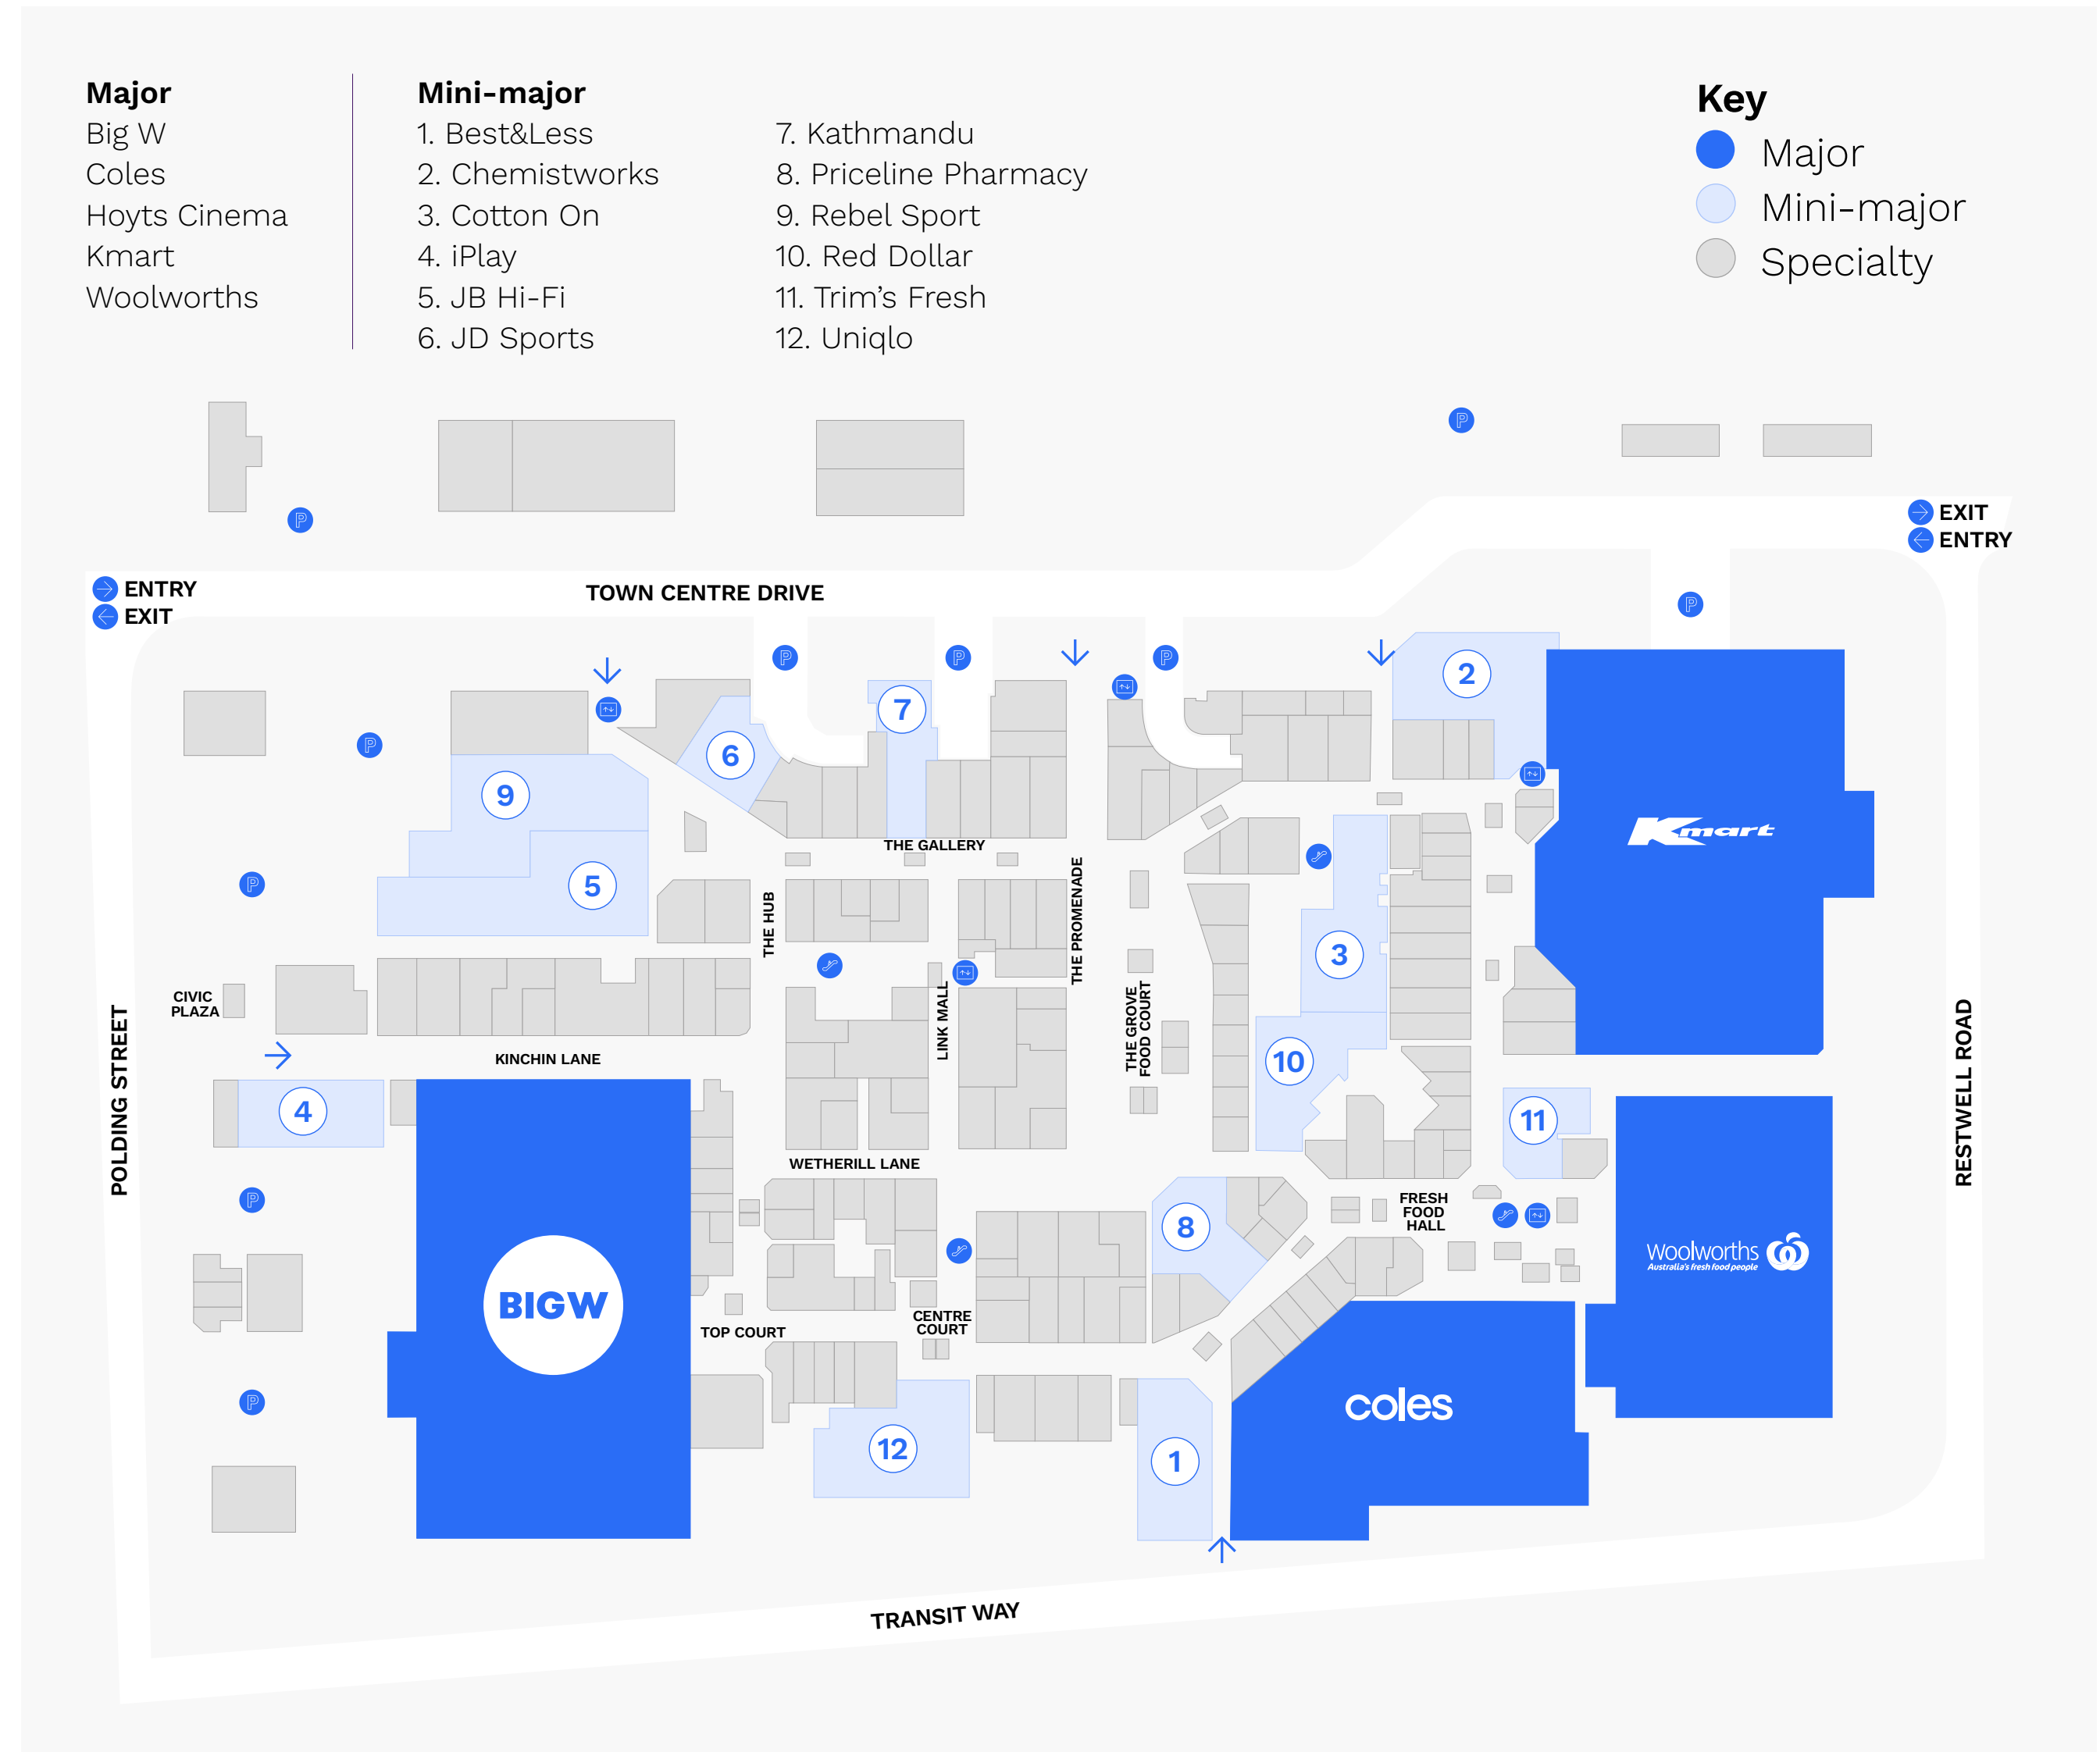 Major
Big W
Coles
Hoyts Cinema
Kmart
Woolworths
Mini-major
1. Best&Less
2. Chemistworks
3. Cotton On
4. iPlay
5. JB Hi-Fi
6. JD Sports
7. Kathmandu
8. Priceline Pharmacy
9. Rebel Sport
10. Red Dollar
11. Trim's Fresh
12. Uniqlo
Key
Major
Mini-major
Specialty
P
P
EXIT
ENTRY
ENTRY
EXIT
TOWN CENTRE DRIVE
P
P
P
P
2
7
6
P
9
Kmart
THE GALLERY
5
P
THE HUB
THE PROMENADE
3
CIVIC
PLAZA
LINK MALL
THE GROVE
FOOD COURT
KINCHIN LANE
10
POLDING STREET
RESTWELL ROAD
4
11
WETHERILL LANE
P
FRESH
FOOD
HALL
8
Woolworths
Australia's fresh food people
BIG W
CENTRE
COURT
TOP COURT
P
coles
12
1
TRANSIT WAY